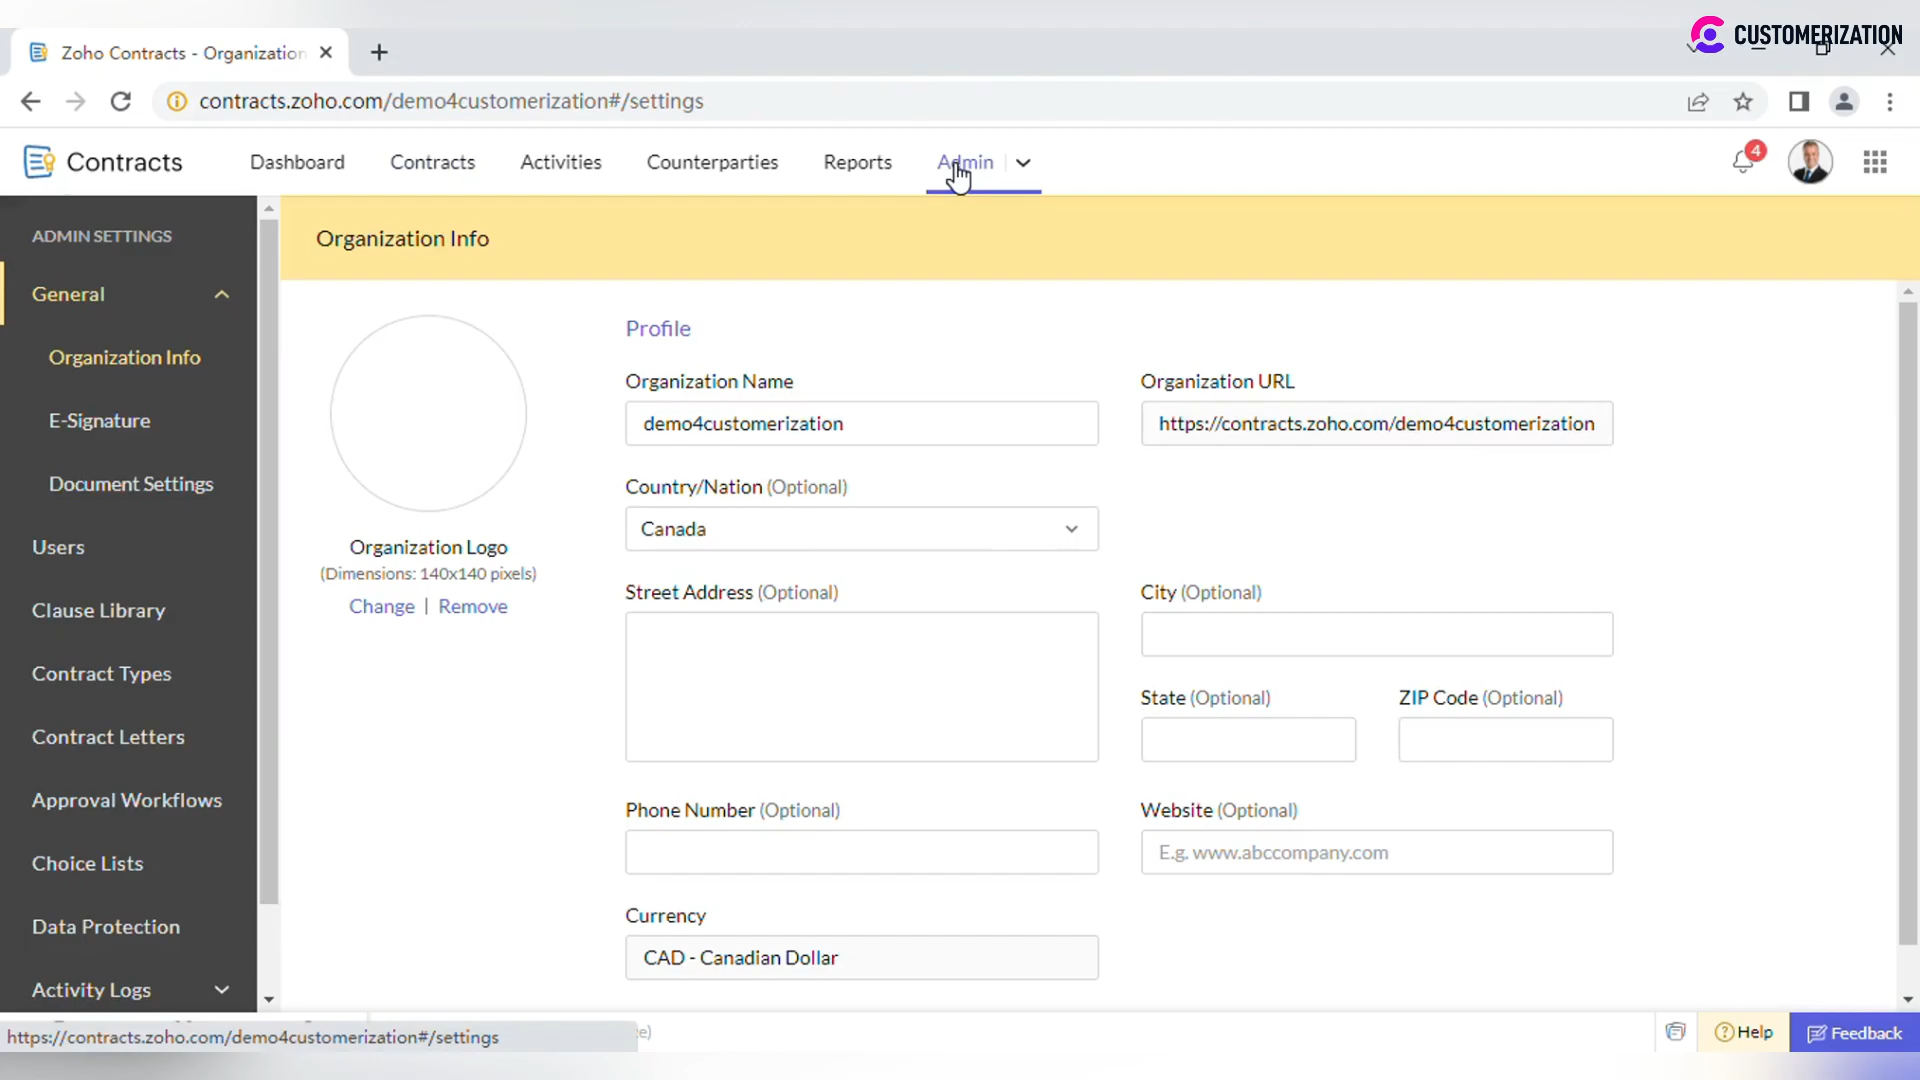 CUSTOMERIZATION
Zoho Contracts - Organization
contracts.zoho.com/demo4customerization#/settings
Contracts
Dashboard
Contracts
Activities
Counterparties
Reports
Admin
4
ADMIN SETTINGS
General
Organization Info
E-Signature
Document Settings
Users
Clause Library
Contract Types
Contract Letters
Approval Workflows
Choice Lists
Data Protection
Activity Logs
Organization Info
Organization Logo
(Dimensions: 140x140 pixels)
Change | Remove
Profile
Organization Name
demo4customerization
Organization URL
https://contracts.zoho.com/demo4customerization
Country/Nation (Optional)
Canada
Street Address (Optional)
City (Optional)
State (Optional)
ZIP Code (Optional)
Phone Number (Optional)
Website (Optional)
E.g. www.abccompany.com
Currency
CAD - Canadian Dollar
https://contracts.zoho.com/demo4customerization#/settings
Help
Feedback